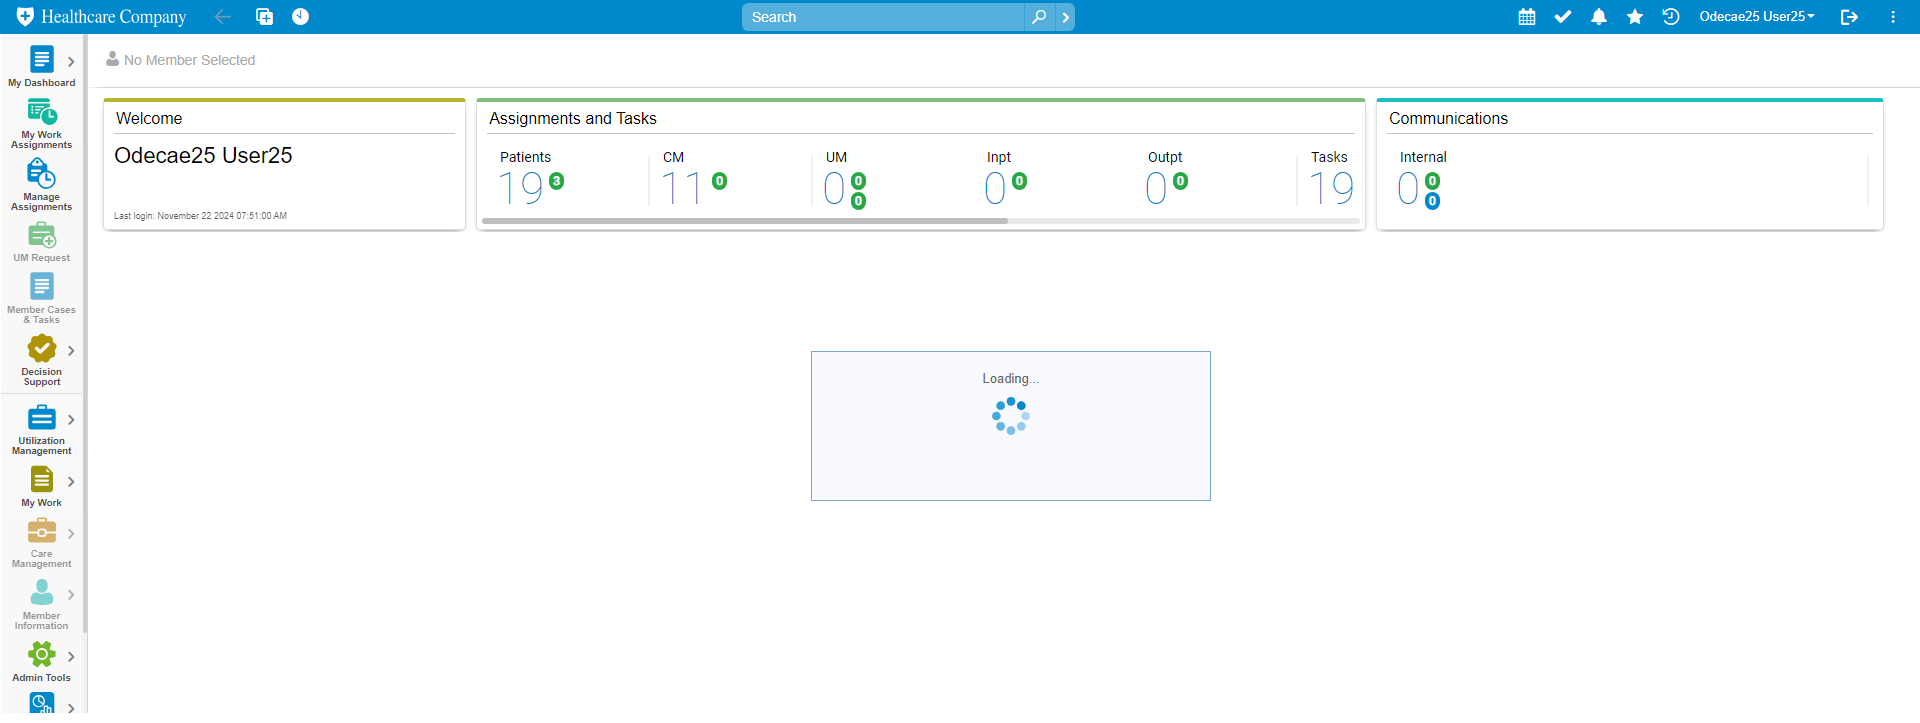 Healthcare Company
Search
Odecae25 User25
My Dashboard
My Work
Assignments
Manage
Assignments
UM Request
Member Cases
& Tasks
Decision
Support
Utilization
Management
My Work
Care
Management
Member
Information
Admin Tools
No Member Selected
Welcome
Odecae25 User25
Last login: November 22 2024 07:51:00 AM
Assignments and Tasks
Patients
19 3
CM
11 0
UM
0 0
0
Inpt
0 0
Outpt
0 0
Tasks
19
Communications
Internal
0 0
0
Loading...